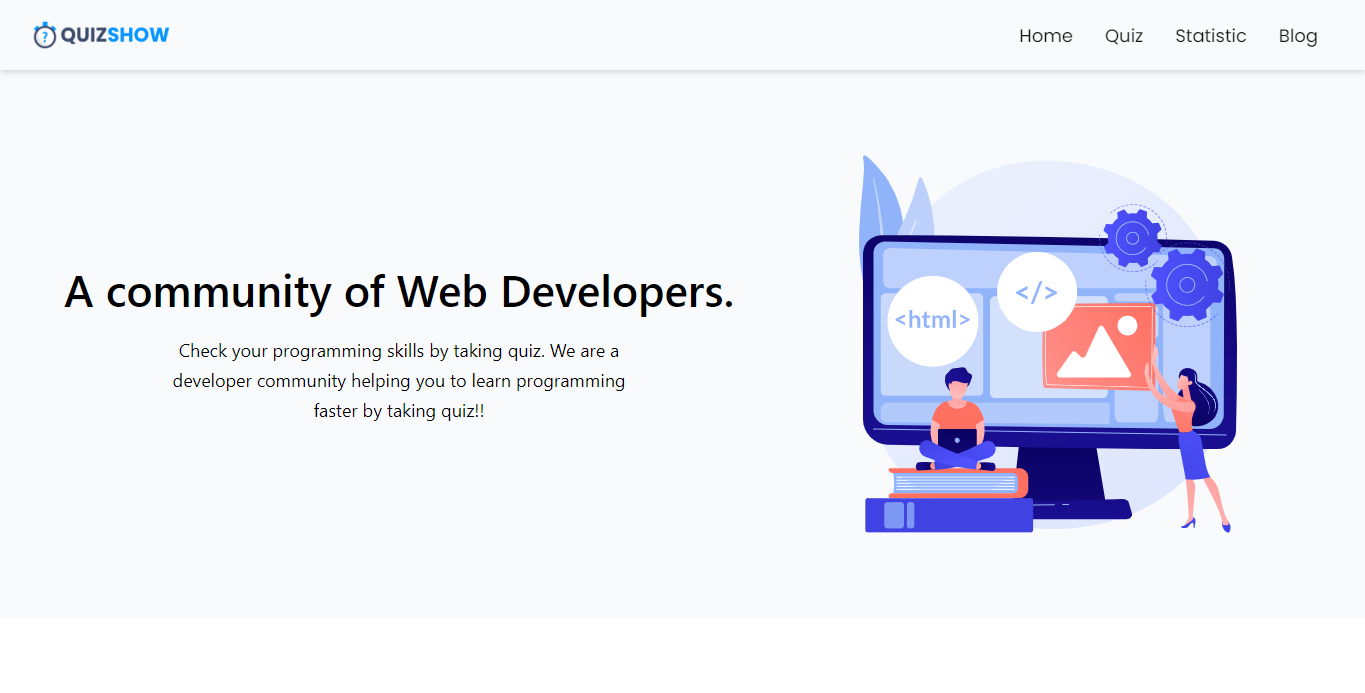 QUIZSHOW
Home Quiz Statistic Blog
A community of Web Developers.
Check your programming skills by taking quiz. We are a
developer community helping you to learn programming
faster by taking quiz!!
</>
<html>